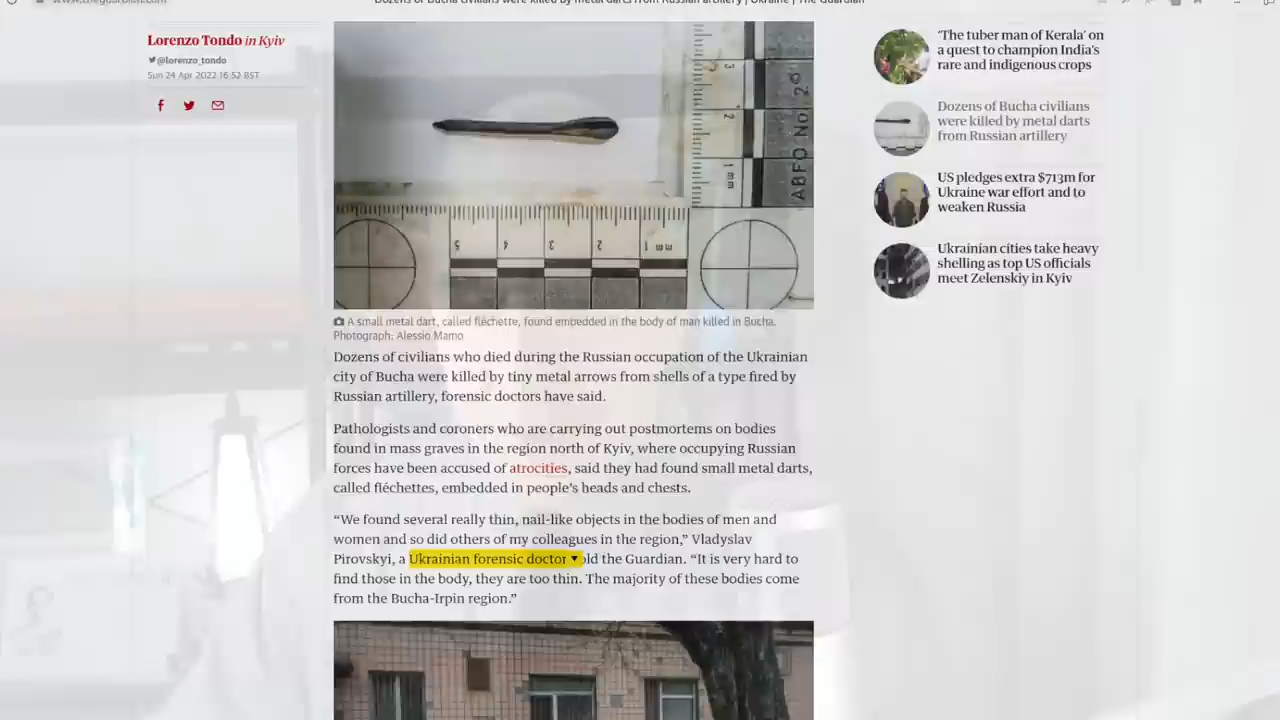 Dozens of Bucha civilians were killed by metal darts from Russian artillery | Ukraine | The Guardian
Lorenzo Tondo in Kyiv
@lorenzo_tondo
Sun 24 Apr 2022 16.52 BST
ABFO No 2
A small metal dart, called fléchette, found embedded in the body of man killed in Bucha.
Photograph: Alessio Mamo
Dozens of civilians who died during the Russian occupation of the Ukrainian
city of Bucha were killed by tiny metal arrows from shells of a type fired by
Russian artillery, forensic doctors have said.
Pathologists and coroners who are carrying out postmortems on bodies
found in mass graves in the region north of Kyiv, where occupying Russian
forces have been accused of atrocities, said they had found small metal darts,
called fléchettes, embedded in people's heads and chests.
“We found several really thin, nail-like objects in the bodies of men and
women and so did others of my colleagues in the region,” Vladyslav
Pirovskyi, a Ukrainian forensic doctor old the Guardian. “It is very hard to
find those in the body, they are too thin. The majority of these bodies come
from the Bucha-Irpin region.”
‘The tuber man of Kerala’ on
a quest to champion India’s
rare and indigenous crops
Dozens of Bucha civilians
were killed by metal darts
from Russian artillery
US pledges extra $713m for
Ukraine war effort and to
weaken Russia
Ukrainian cities take heavy
shelling as top US officials
meet Zelenskiy in Kyiv